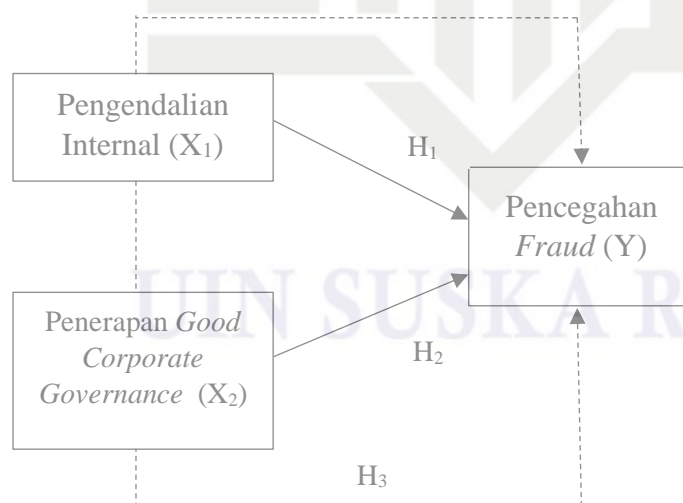 Pengendalian
Internal (X₁)
H₁
Pencegahan
Fraud (Y)
Penerapan Good
Corporate
Governance (X₂)
H₂
H₃
UIN SUSKA R